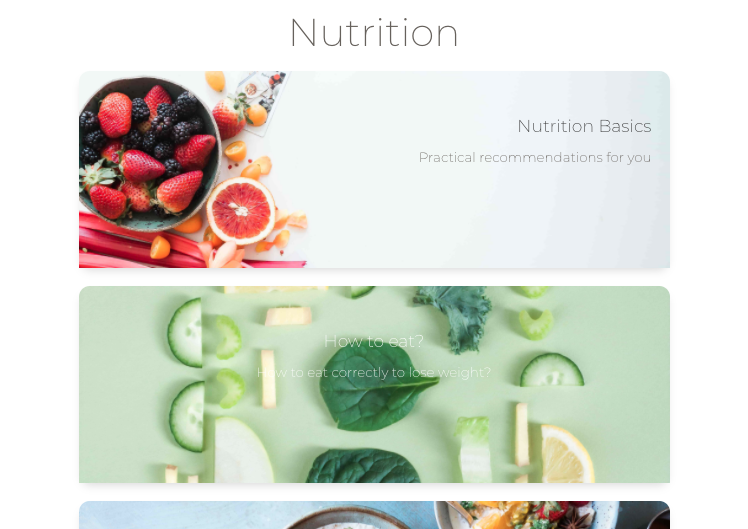 Nutrition
Nutrition Basics
Practical recommendations for you
How to eat?
How to eat correctly to lose weight?